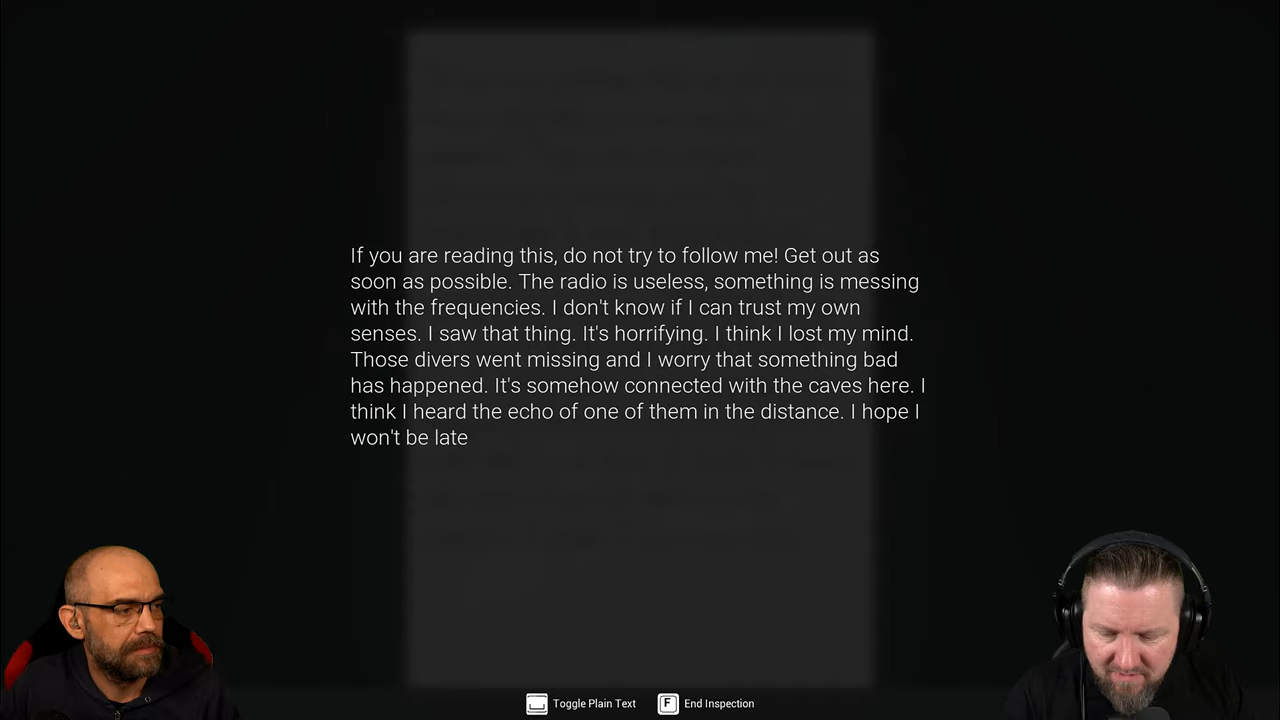 If you are reading this, do not try to follow me! Get out as
soon as possible. The radio is useless, something is messing
with the frequencies. I don't know if I can trust my own
senses. I saw that thing. It's horrifying. I think I lost my mind.
Those divers went missing and I worry that something bad
has happened. It's somehow connected with the caves here. I
think I heard the echo of one of them in the distance. I hope I
won't be late
Toggle Plain Text F End Inspection